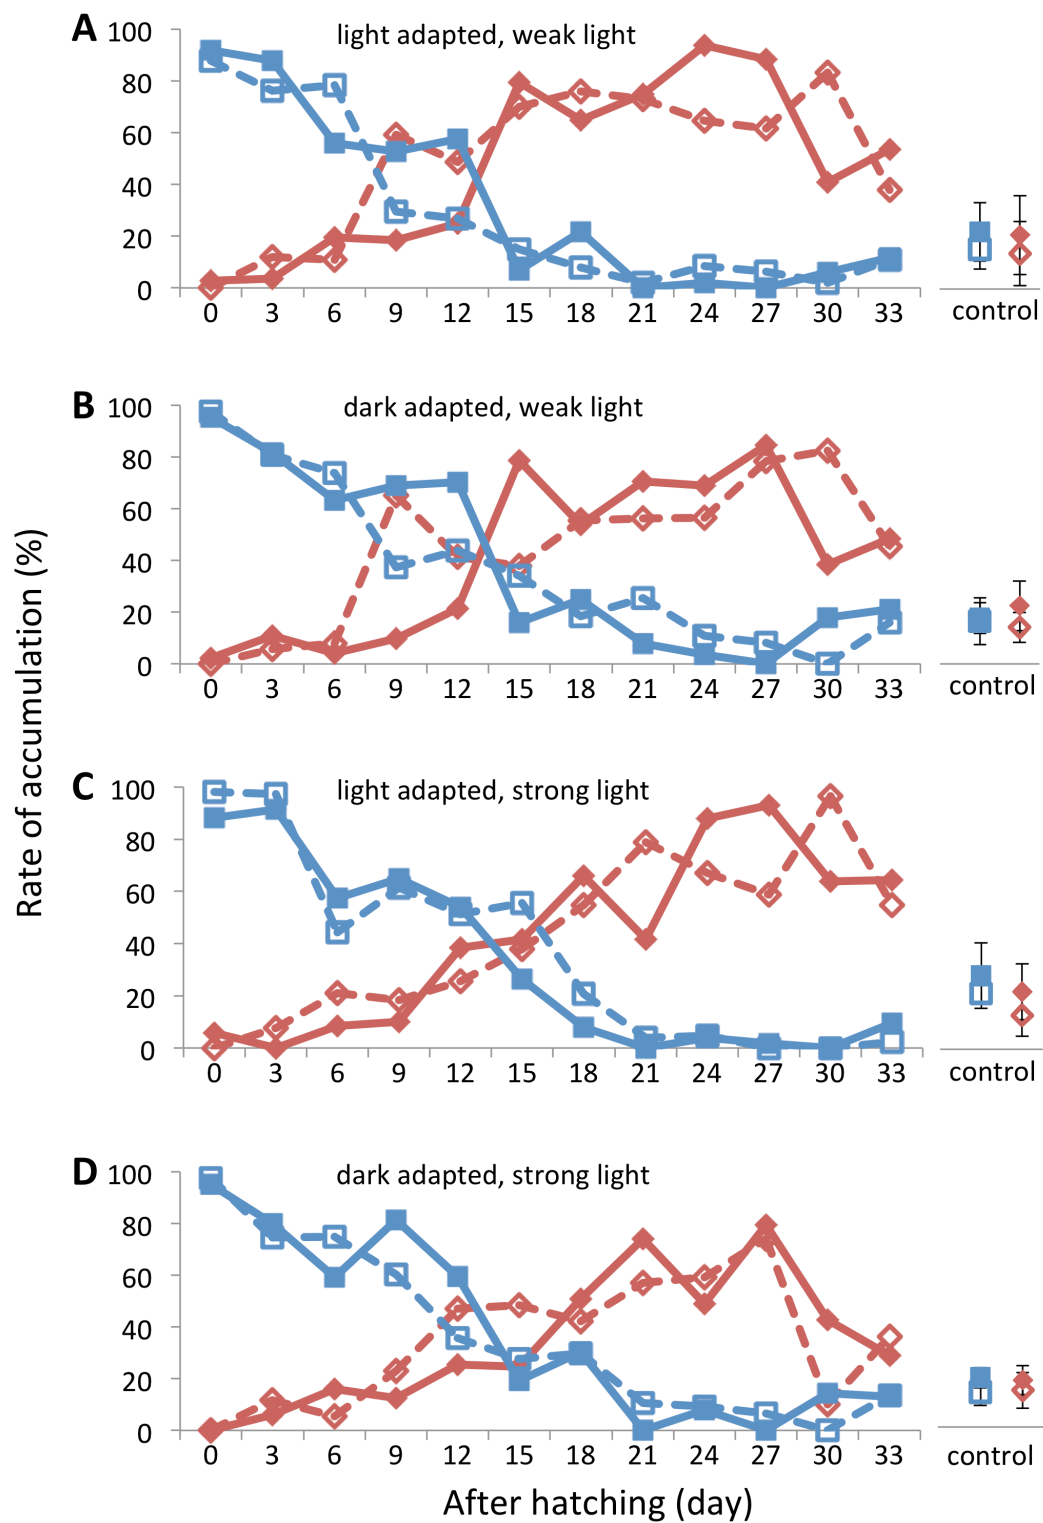 Rate of accumulation (%)
A
light adapted, weak light
100
80
60
40
20
0
0 3 6 9 12 15 18 21 24 27 30 33
control
B
dark adapted, weak light
100
80
60
40
20
0
0 3 6 9 12 15 18 21 24 27 30 33
control
C
light adapted, strong light
100
80
60
40
20
0
0 3 6 9 12 15 18 21 24 27 30 33
control
D
dark adapted, strong light
100
80
60
40
20
0
0 3 6 9 12 15 18 21 24 27 30 33
control
After hatching (day)